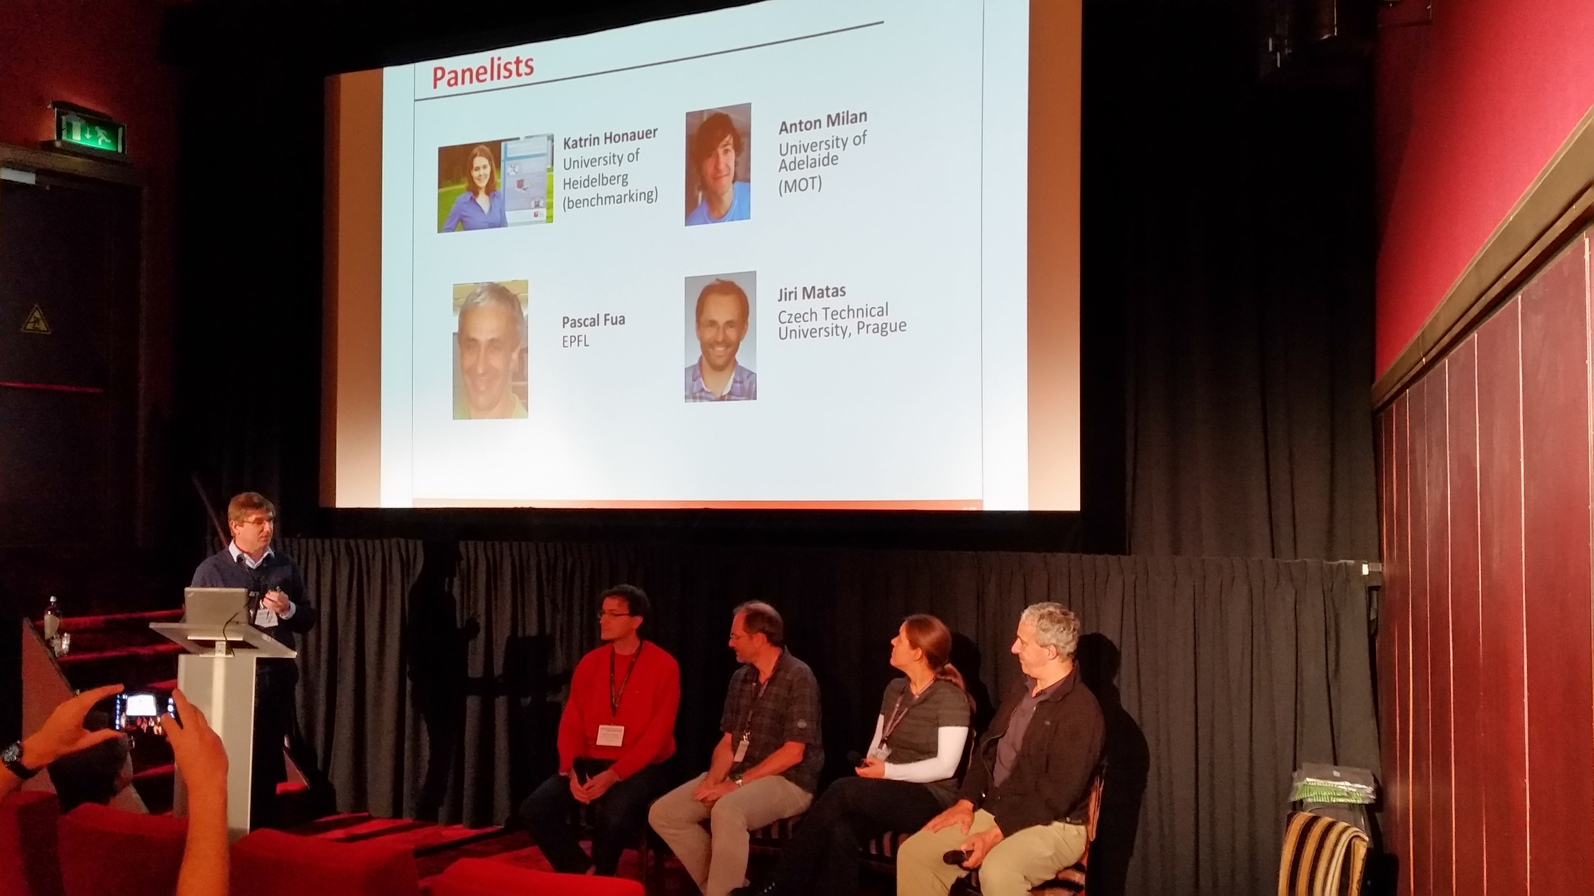 Panelists
Katrin Honauer
University of
Heidelberg
(benchmarking)
Anton Milan
University of
Adelaide
(MOT)
Pascal Fua
EPFL
Jiri Matas
Czech Technical
University, Prague